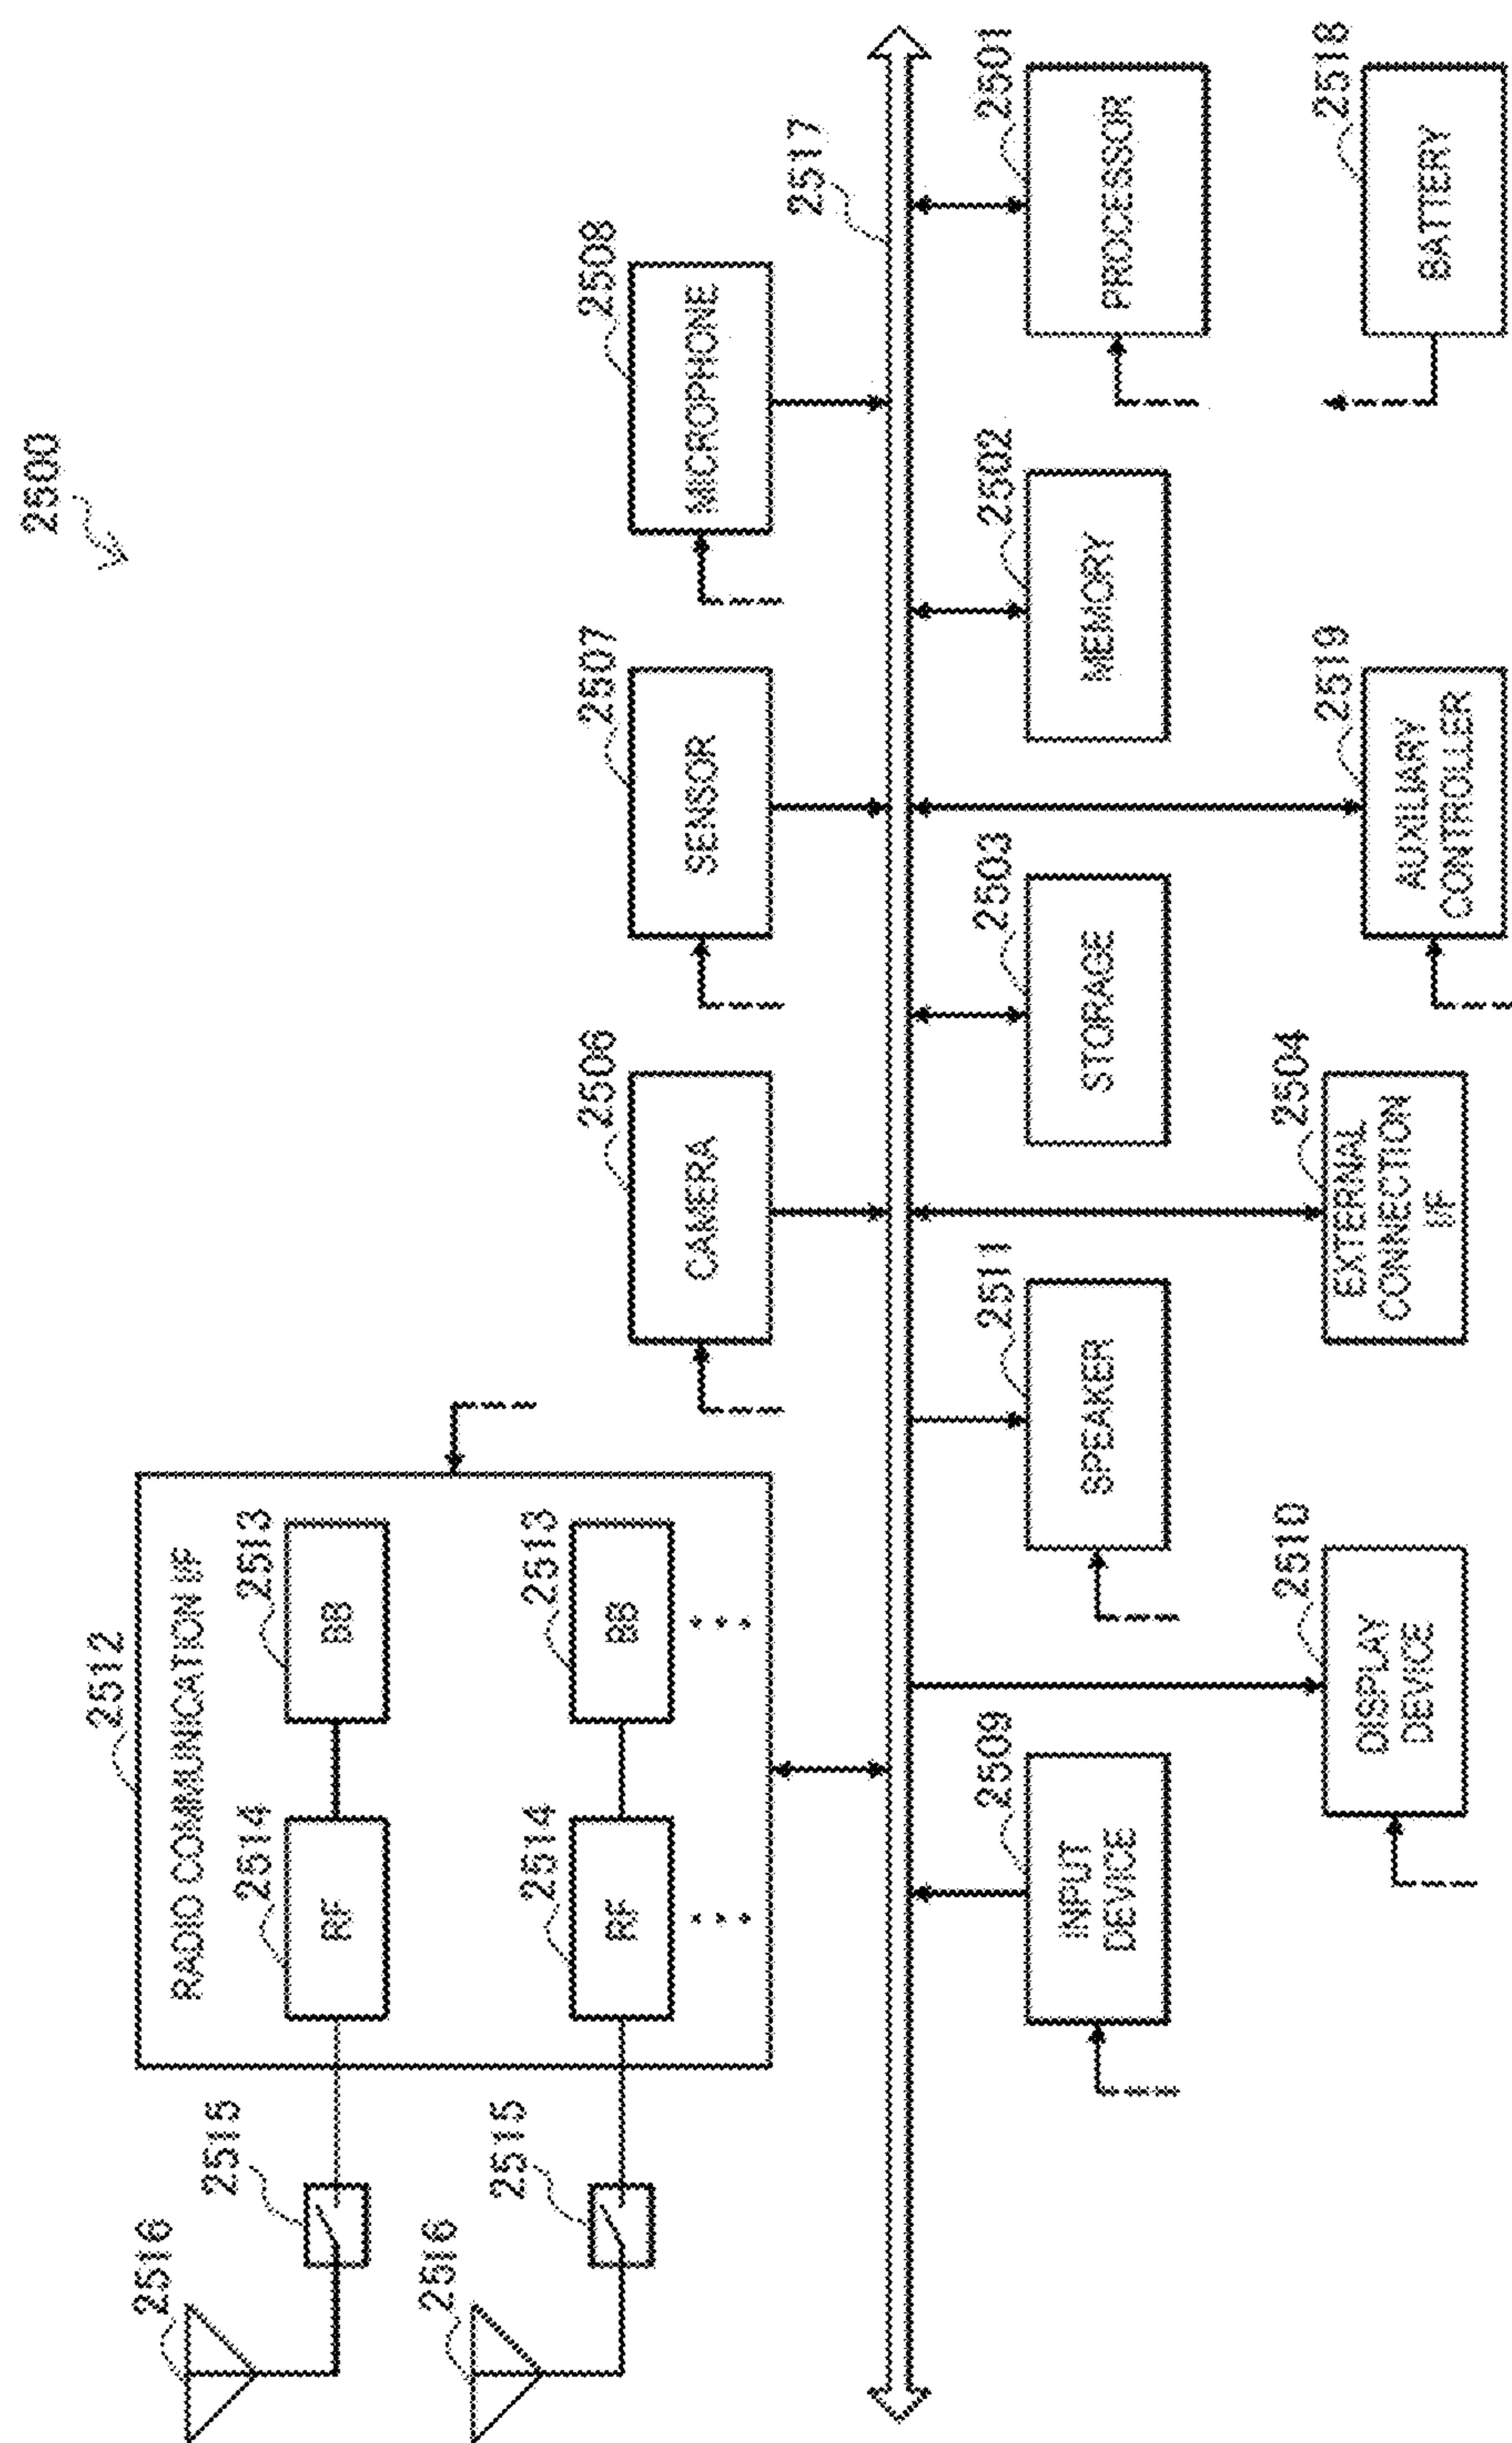 2500
2512
RADIO COMMUNICATION I/F
2516
2515
2514
RF
2513
BB
2516
2515
2514
RF
2513
BB
2506
CAMERA
2507
SENSOR
2508
MICROPHONE
2517
2509
INPUT
DEVICE
2511
SPEAKER
2503
STORAGE
2502
MEMORY
2501
PROCESSOR
2510
DISPLAY
DEVICE
2504
EXTERNAL
CONNECTION
I/F
2519
AUXILIARY
CONTROLLER
2518
BATTERY